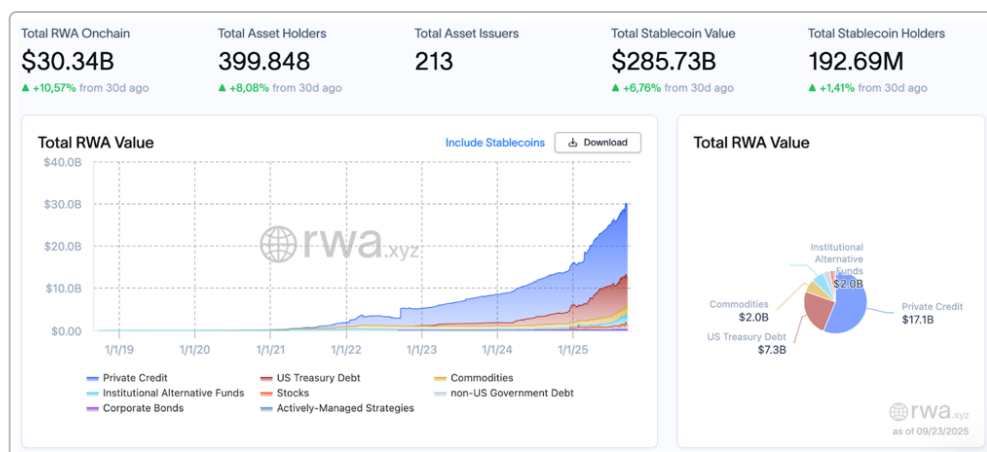 Total RWA Onchain
$30.34B
▲ +10,57% from 30d ago
Total Asset Holders
399.848
▲ +8,08% from 30d ago
Total Asset Issuers
213
Total Stablecoin Value
$285.73B
▲ +6,76% from 30d ago
Total Stablecoin Holders
192.69M
▲ +1,41% from 30d ago
Total RWA Value
Include Stablecoins
Download
$40.0B
$30.0B
$20.0B
$10.0B
$0.00
rwa.xyz
1/1/19
1/1/20
1/1/21
1/1/22
1/1/23
1/1/24
1/1/25
Private Credit
US Treasury Debt
Commodities
Institutional Alternative Funds
Stocks
non-US Government Debt
Corporate Bonds
Actively-Managed Strategies
Total RWA Value
Institutional
Alternative
Funds
$2.0B
Commodities
$2.0B
Private Credit
$17.1B
US Treasury Debt
$7.3B
rwa.xyz
as of 09/23/2025